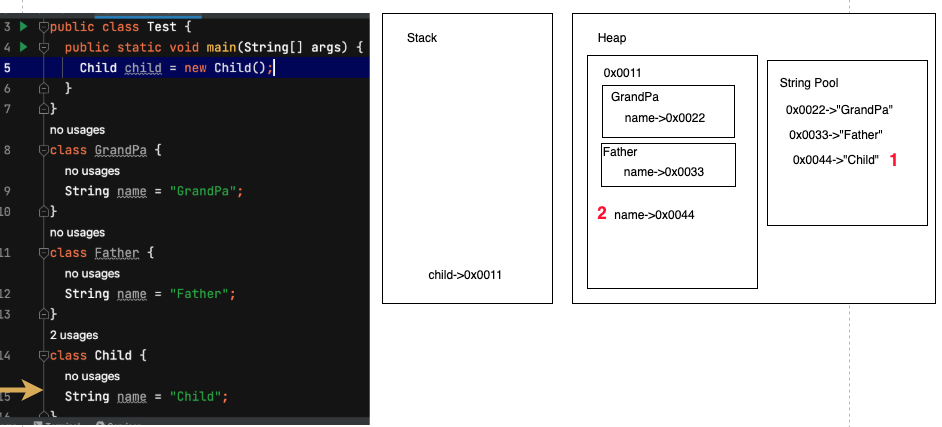 3 public class Test {
4 public static void main(String[] args) {
5 Child child = new Child();
6 }
7 }
no usages
8 class GrandPa {
no usages
9 String name = "GrandPa";
10 }
no usages
11 class Father {
no usages
12 String name = "Father";
13 }
2 usages
14 class Child {
no usages
15 String name = "Child";
16 }
Stack
child->0x0011
Heap
0x0011
GrandPa
name->0x0022
Father
name->0x0033
2 name->0x0044
String Pool
0x0022->"GrandPa"
0x0033->"Father"
0x0044->"Child" 1